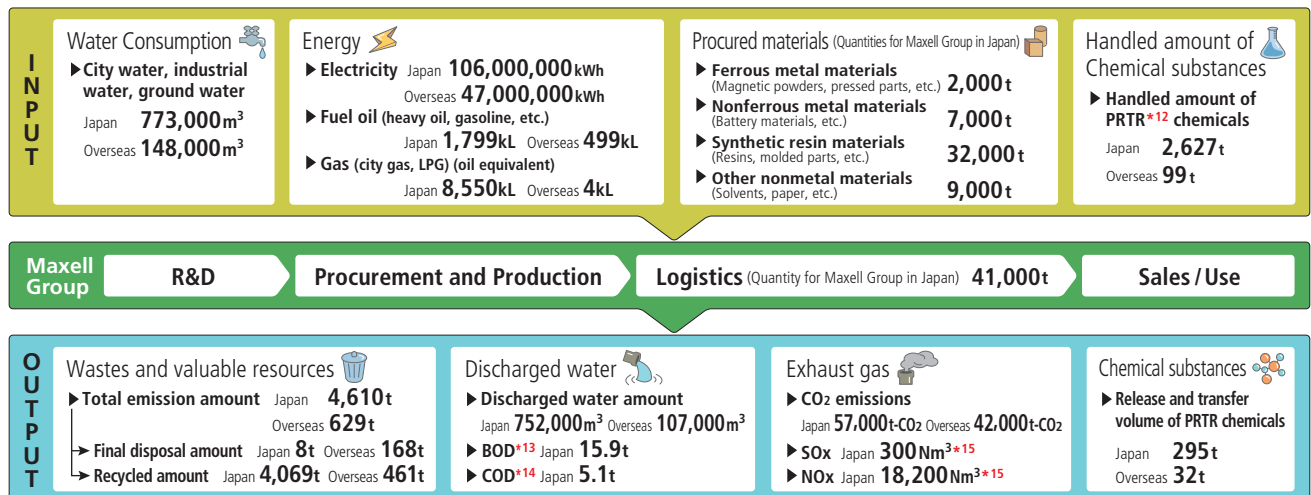 INPUT
Water Consumption
▶City water, industrial
water, ground water
Japan 773,000m³
Overseas 148,000m³
Energy
▶ Electricity Japan 106,000,000kWh
Overseas 47,000,000kWh
▶ Fuel oil (heavy oil, gasoline, etc.)
Japan 1,799kL Overseas 499kL
▶ Gas (city gas, LPG) (oil equivalent)
Japan 8,550kL Overseas 4kL
Procured materials (Quantities for Maxell Group in Japan)
▶ Ferrous metal materials
(Magnetic powders, pressed parts, etc.) 2,000t
▶ Nonferrous metal materials
(Battery materials, etc.) 7,000t
▶ Synthetic resin materials
(Resins, molded parts, etc.) 32,000t
▶ Other nonmetal materials
(Solvents, paper, etc.) 9,000t
Handled amount of
Chemical substances
▶ Handled amount of
PRTR*12 chemicals
Japan 2,627t
Overseas 99t
Maxell
Group
R&D
Procurement and Production
Logistics (Quantity for Maxell Group in Japan) 41,000t
Sales / Use
OUTPUT
Wastes and valuable resources
▶Total emission amount Japan 4,610t
Overseas 629t
Final disposal amount Japan 8t Overseas 168t
Recycled amount Japan 4,069t Overseas 461t
Discharged water
▶ Discharged water amount
Japan 752,000m³ Overseas 107,000m³
▶ BOD*13 Japan 15.9t
▶ COD*14 Japan 5.1t
Exhaust gas
▶ CO2 emissions
Japan 57,000t-CO2 Overseas 42,000t-CO2
▶ SOx Japan 300Nm³*15
▶ NOx Japan 18,200Nm³*15
Chemical substances
▶ Release and transfer
volume of PRTR chemicals
Japan 295t
Overseas 32t